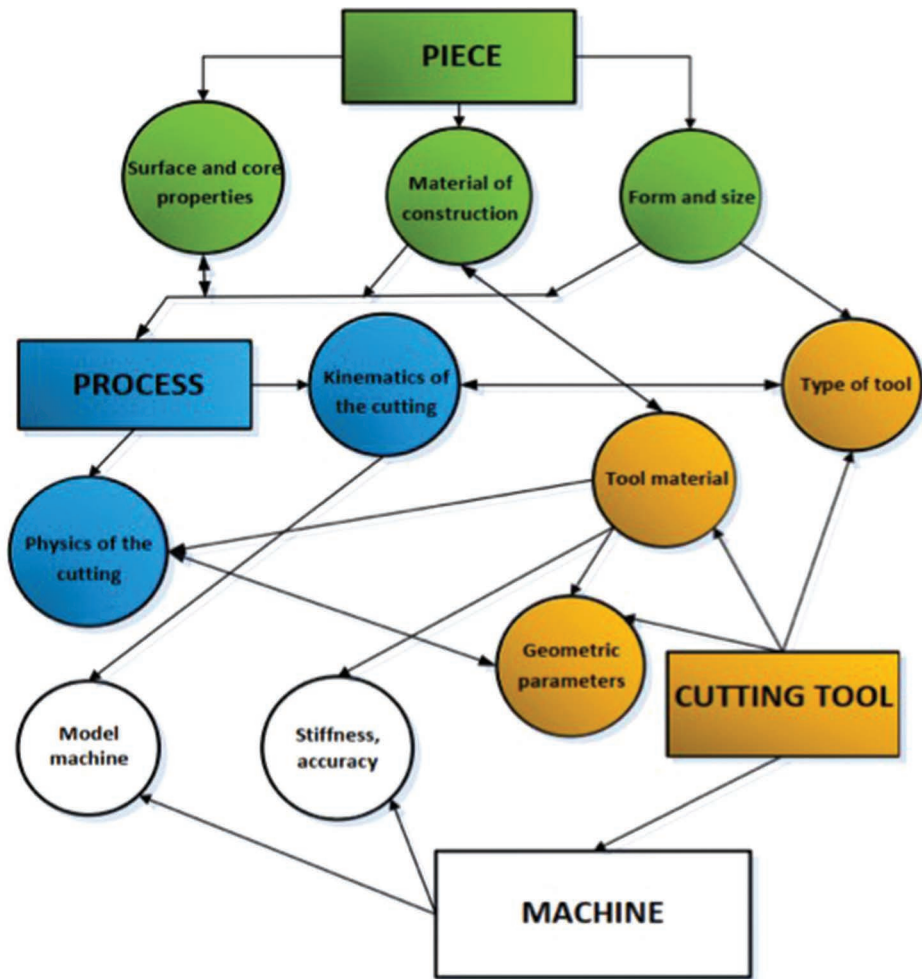 PIECE
Surface and core
properties
Material of
construction
Form and size
PROCESS
Kinematics of
the cutting
Type of tool
Tool material
Physics of the
cutting
Geometric
parameters
CUTTING TOOL
Model
machine
Stiffness,
accuracy
MACHINE